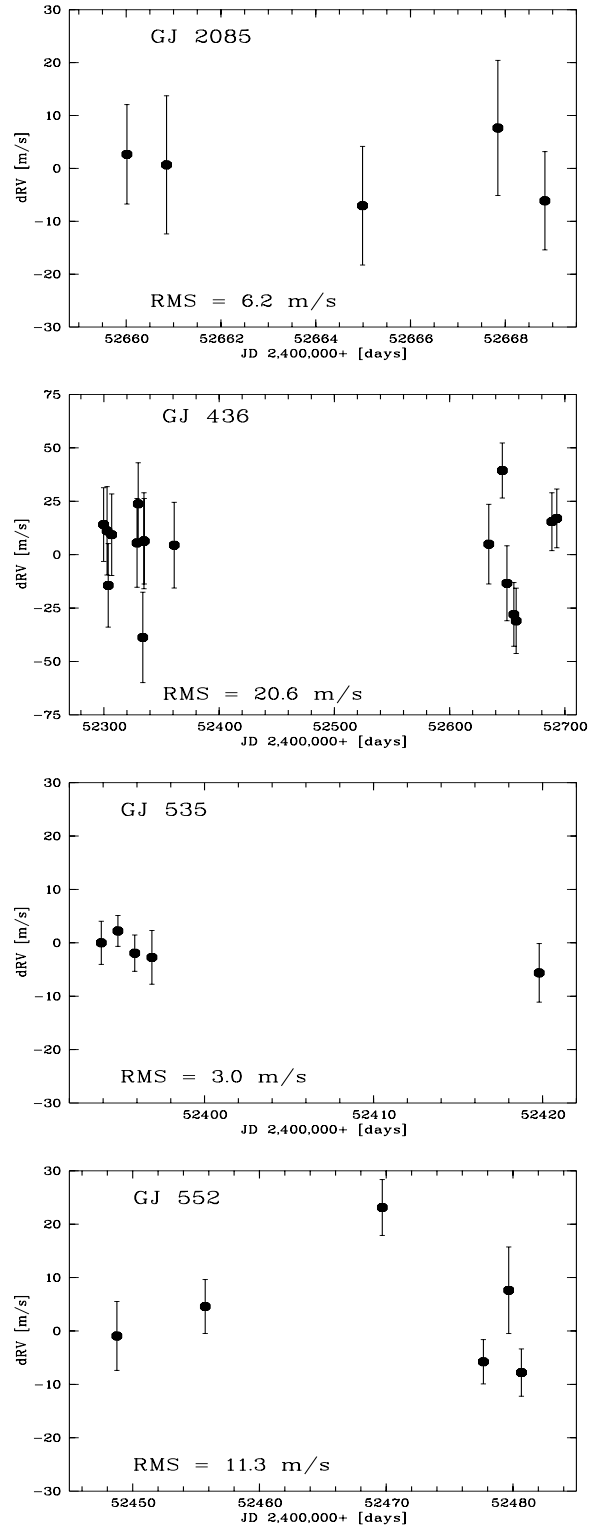 GJ 2085
30
20
10
0
−10
−20
−30
dRV [m/s]
RMS = 6.2 m/s
52660 52662 52664 52666 52668
JD 2,400,000+ [days]
GJ 436
75
50
25
0
−25
−50
−75
dRV [m/s]
RMS = 20.6 m/s
52300 52400 52500 52600 52700
JD 2,400,000+ [days]
GJ 535
30
20
10
0
−10
−20
−30
dRV [m/s]
RMS = 3.0 m/s
52400 52410 52420
JD 2,400,000+ [days]
GJ 552
30
20
10
0
−10
−20
−30
dRV [m/s]
RMS = 11.3 m/s
52450 52460 52470 52480
JD 2,400,000+ [days]